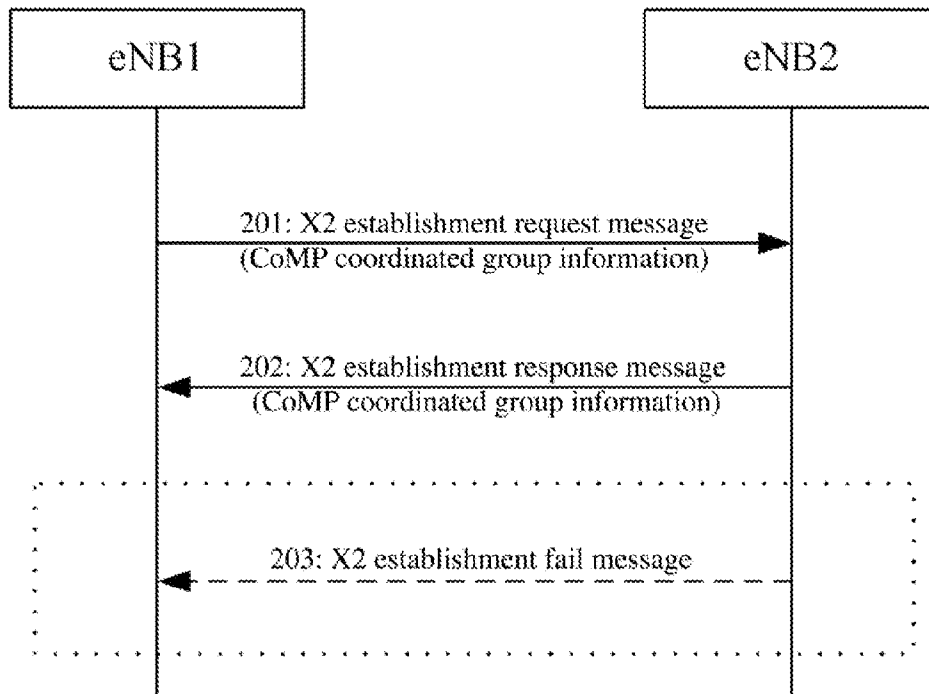 eNB1
eNB2
201: X2 establishment request message
(CoMP coordinated group information)
202: X2 establishment response message
(CoMP coordinated group information)
203: X2 establishment fail message